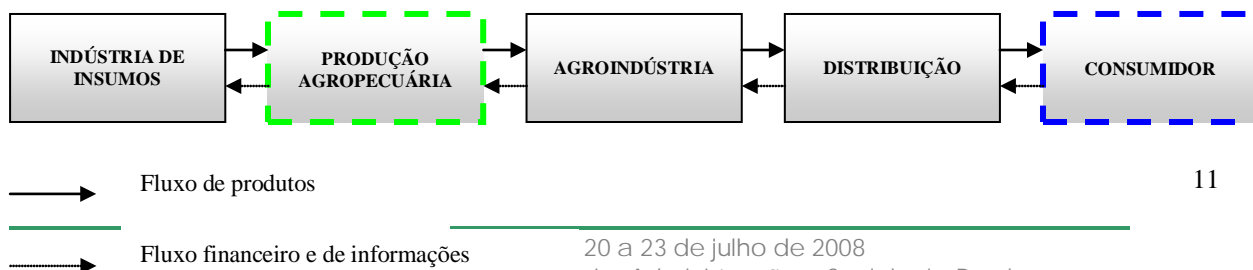 INDÚSTRIA DE
INSUMOS
PRODUÇÃO
AGROPECUÁRIA
AGROINDÚSTRIA
DISTRIBUIÇÃO
CONSUMIDOR
Fluxo de produtos
11
Fluxo financeiro e de informações
20 a 23 de julho de 2008